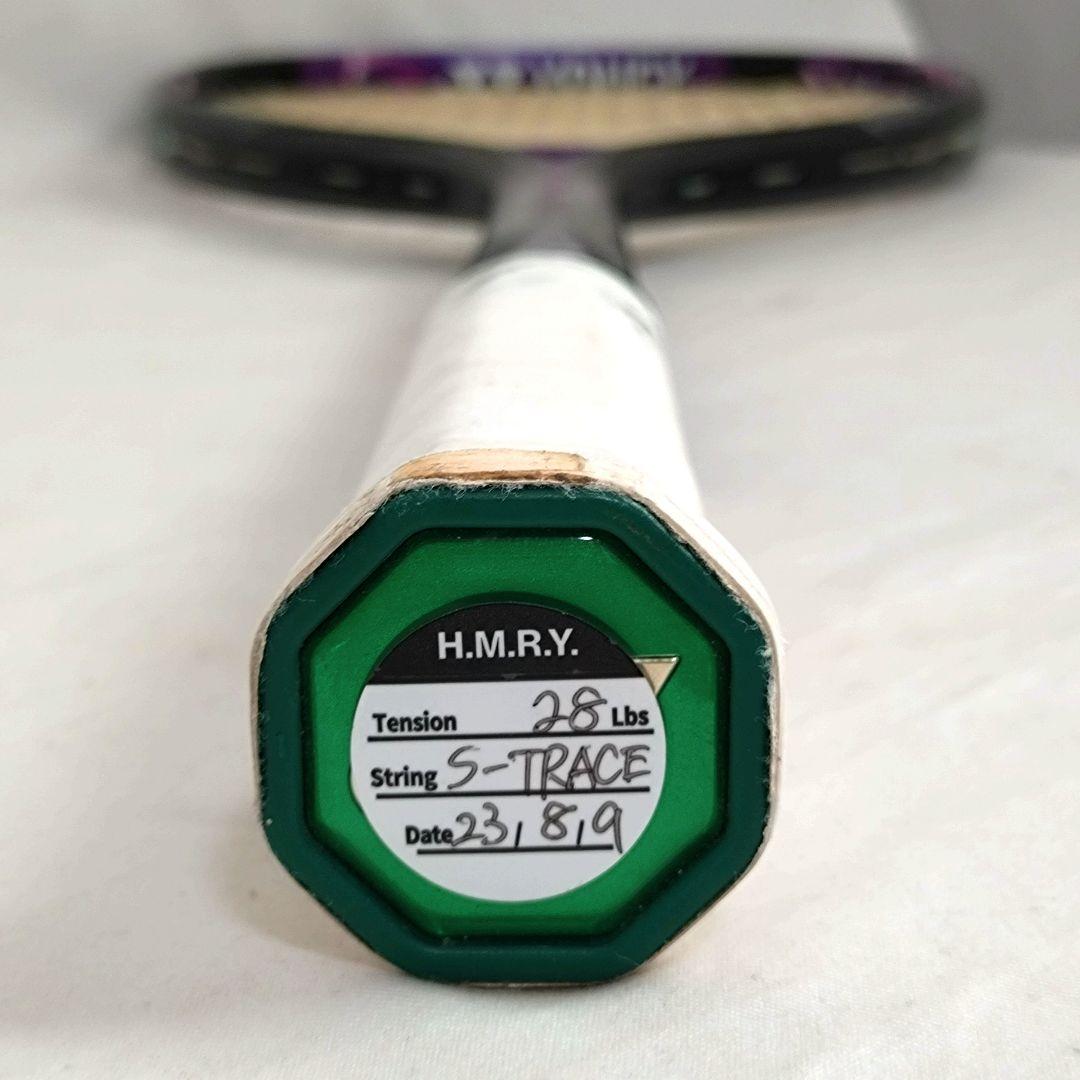 H.M.R.Y.
Tension 28 Lbs
String S-TRACE
Date 23, 8, 9